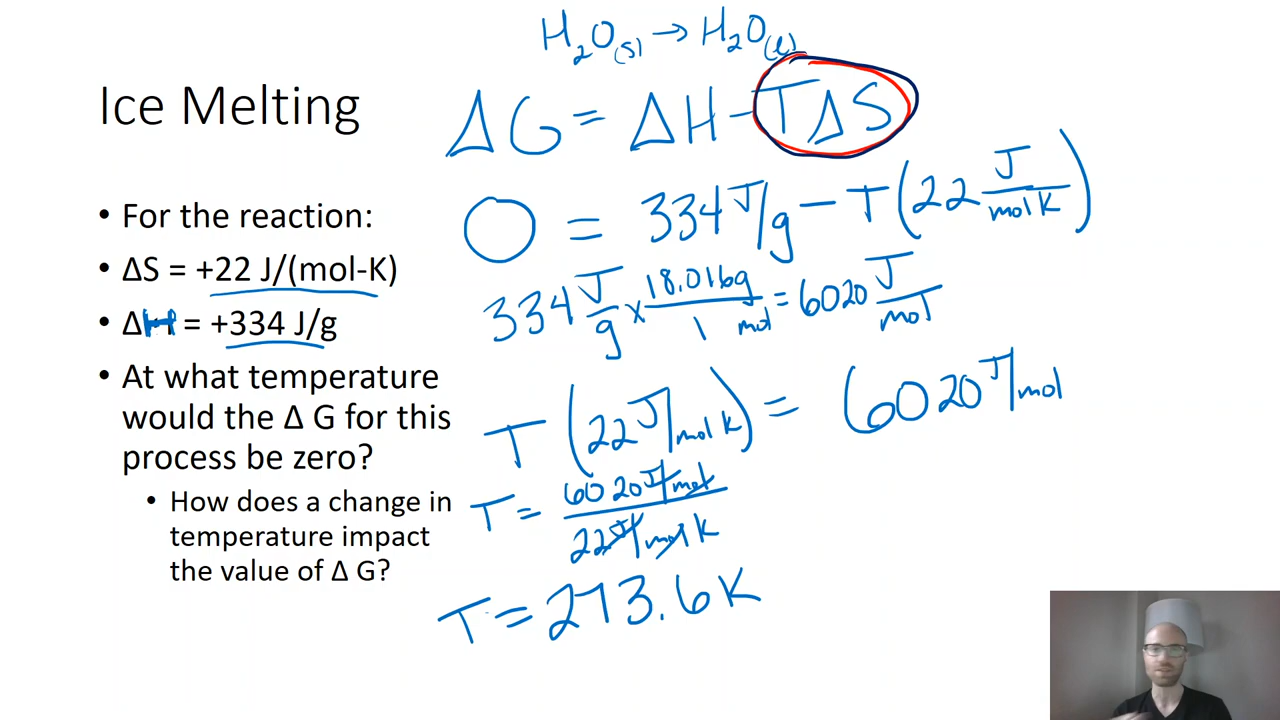 H₂O(s) → H₂O(l)
Ice Melting
ΔG = ΔH - TΔS
• For the reaction:
• ΔS = +22 J/(mol-K)
• ΔH = +334 J/g
• At what temperature
would the Δ G for this
process be zero?
• How does a change in
temperature impact
the value of Δ G?
O = 334 J/g - T (22 J/mol K)
334 J/g x 18.016g/1 mol = 6020 J/mol
T (22 J/mol K) = (6020 J/mol
T = 6020 J/mol / 22 J/mol K
T = 273.6 K